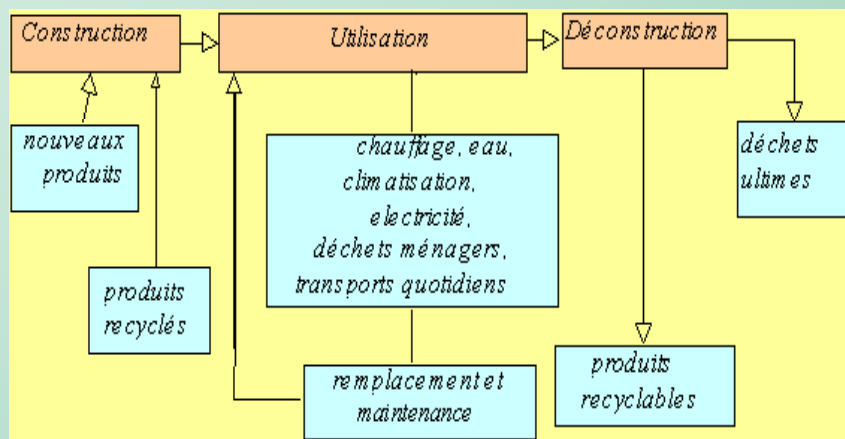 Construction
Utilisation
Déconstruction
nouveaux
produits
chauffage, eau,
climatisation,
electricité,
déchets ménagers,
transports quotidiens
déchets
ultimes
produits
recyclés
remplacement et
maintenance
produits
recyclables